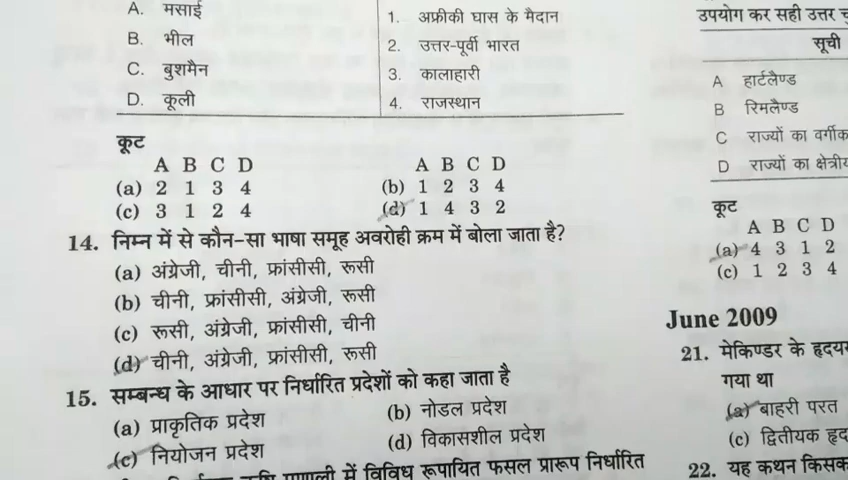 A. मसाई
B. भील
C. बुशमैन
D. कूली
1. अफ्रीकी घास के मैदान
2. उत्तर-पूर्वी भारत
3. कालाहारी
4. राजस्थान
कूट
A B C D A B C D
(a) 2 1 3 4 (b) 1 2 3 4
(c) 3 1 2 4 (d) 1 4 3 2
14. निम्न में से कौन-सा भाषा समूह अवरोही क्रम में बोला जाता है?
(a) अंग्रेजी, चीनी, फ्रांसीसी, रूसी
(b) चीनी, फ्रांसीसी, अंग्रेजी, रूसी
(c) रूसी, अंग्रेजी, फ्रांसीसी, चीनी
(d) चीनी, अंग्रेजी, फ्रांसीसी, रूसी
15. सम्बन्ध के आधार पर निर्धारित प्रदेशों को कहा जाता है
(a) प्राकृतिक प्रदेश (b) नोडल प्रदेश
(c) नियोजन प्रदेश (d) विकासशील प्रदेश
में विविध रूपायित फसल प्रारूप निर्धारित
उपयोग कर सही उत्तर
सूची
A हार्टलैण्ड
B रिमलैण्ड
C राज्यों का
D राज्यों का
कूट
A B C D
(a) 4 3 1 2
(c) 1 2 3 4
June 2009
21. मेकिण्डर के
गया था
(a) बाहरी परत
(c) द्वितीयक
22. यह कथन